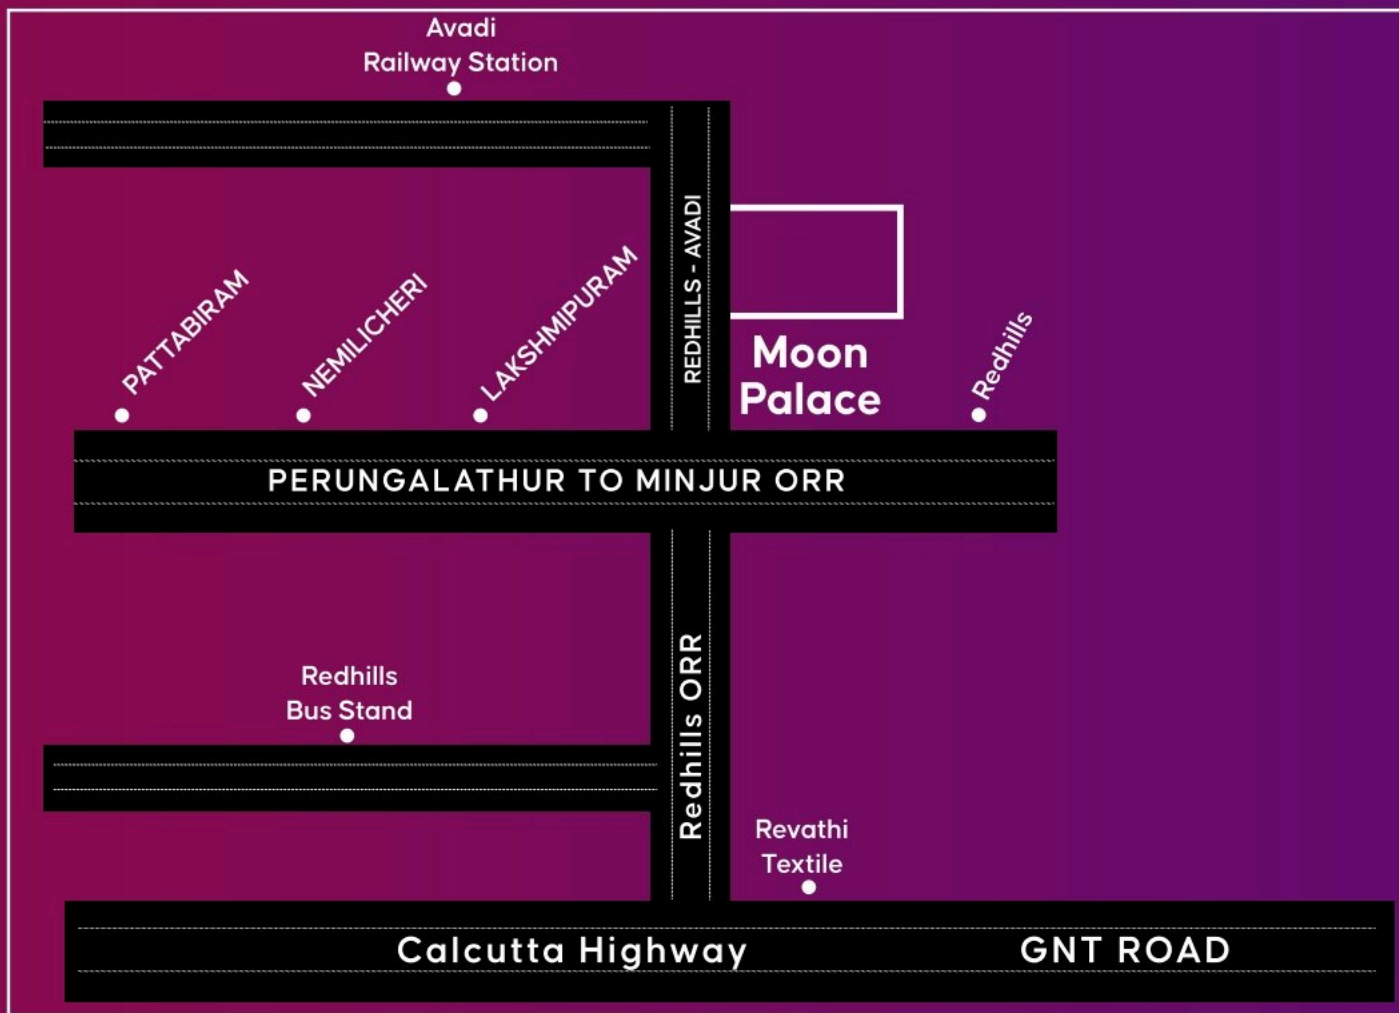 Avadi
Railway Station
REDHILLS - AVADI
PATTABIRAM
NEMILICHERI
LAKSHMIPURAM
Moon
Palace
Redhills
PERUNGALATHUR TO MINJUR ORR
Redhills ORR
Redhills
Bus Stand
Revathi
Textile
Calcutta Highway
GNT ROAD